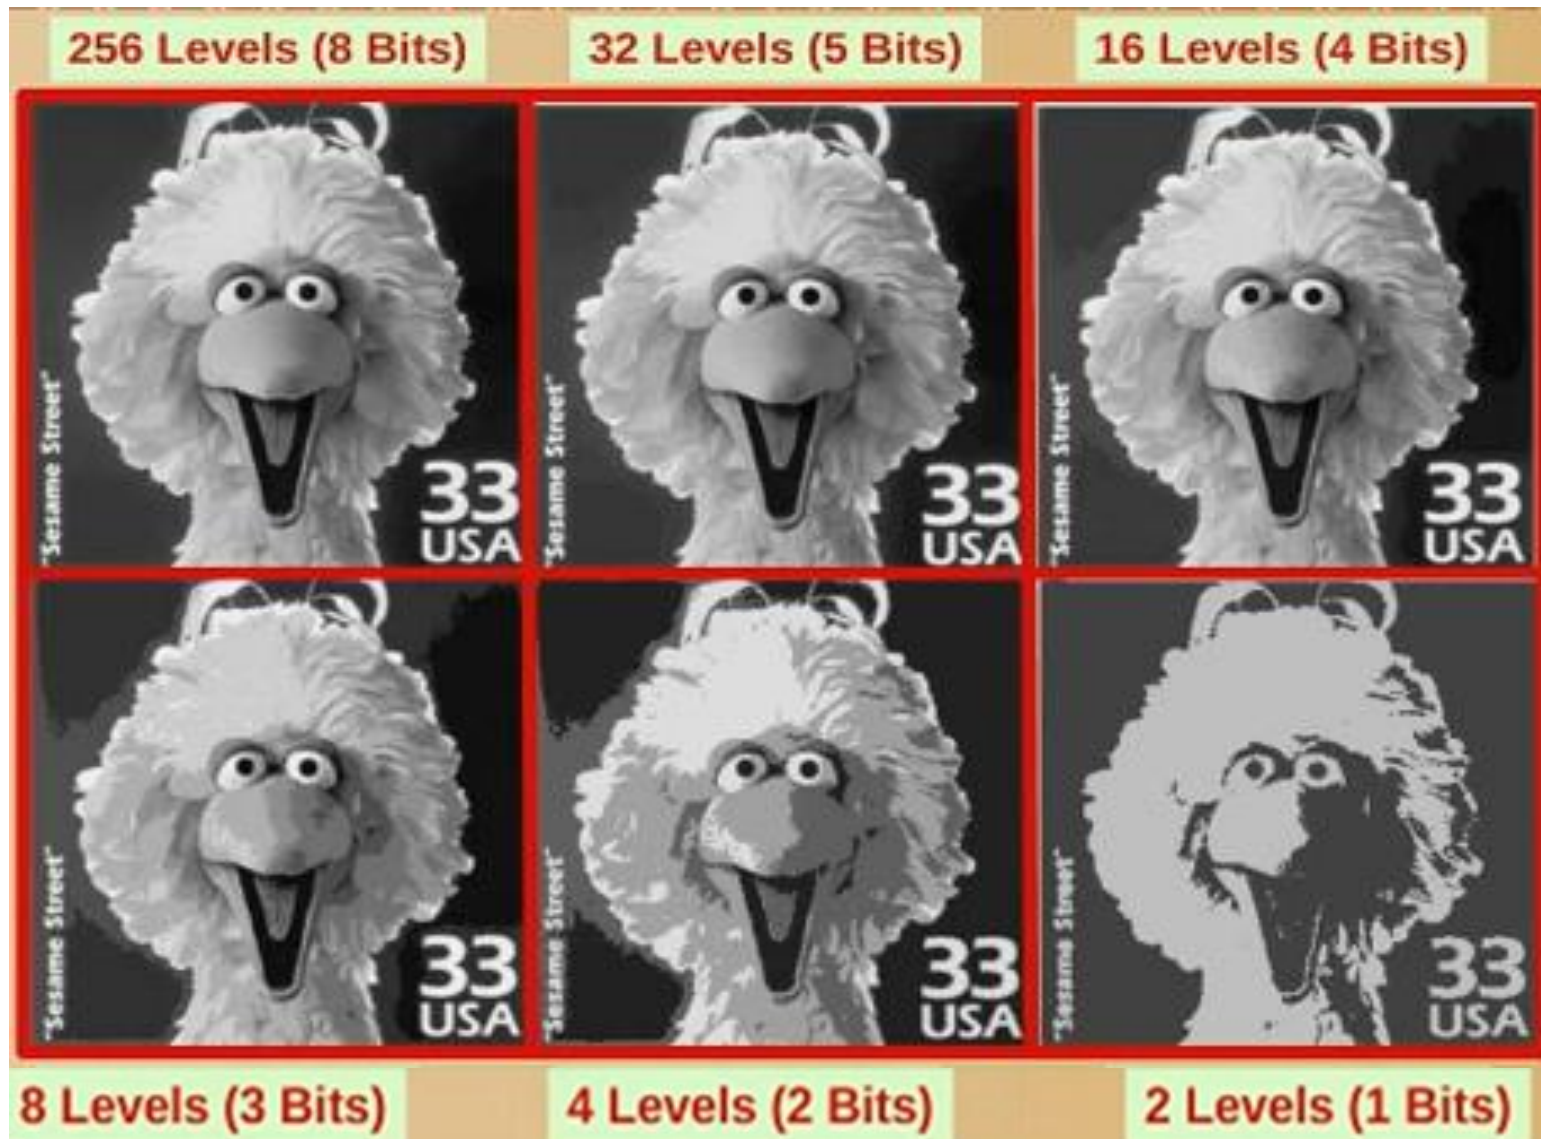 256 Levels (8 Bits)
32 Levels (5 Bits)
16 Levels (4 Bits)
"Sesame Street"
33
USA
"Sesame Street"
33
USA
"Sesame Street"
33
USA
"Sesame Street"
33
USA
"Sesame Street"
33
USA
"Sesame Street"
33
USA
8 Levels (3 Bits)
4 Levels (2 Bits)
2 Levels (1 Bits)